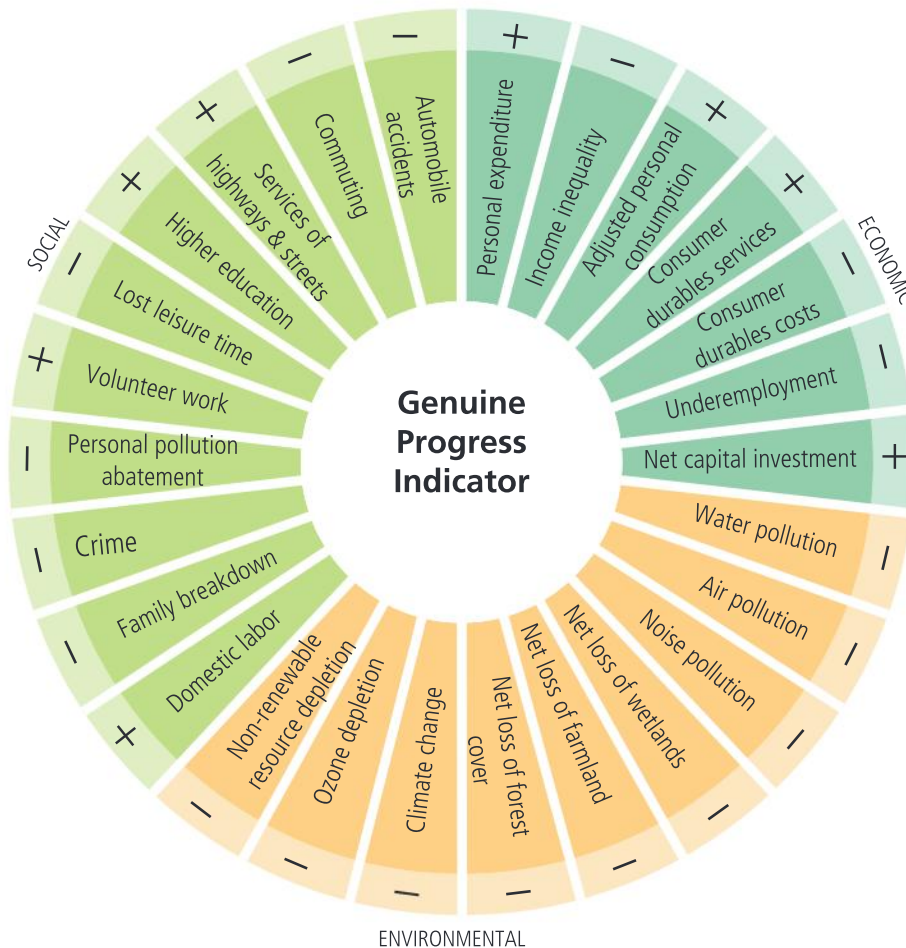 Genuine
Progress
Indicator
ECONOMIC
+
Personal expenditure
−
Income inequality
+
Adjusted personal
consumption
+
Consumer
durables services
−
Consumer
durables costs
−
Underemployment
+
Net capital investment
−
Water pollution
−
Air pollution
−
Noise pollution
−
Net loss of wetlands
−
Net loss of farmland
−
Net loss of forest
cover
−
Climate change
−
Ozone depletion
−
Non-renewable
resource depletion
ENVIRONMENTAL
+
Domestic labor
−
Family breakdown
−
Crime
−
Personal pollution
abatement
+
Volunteer work
−
Lost leisure time
+
Higher education
+
Services of
highways & streets
−
Commuting
−
Automobile
accidents
SOCIAL